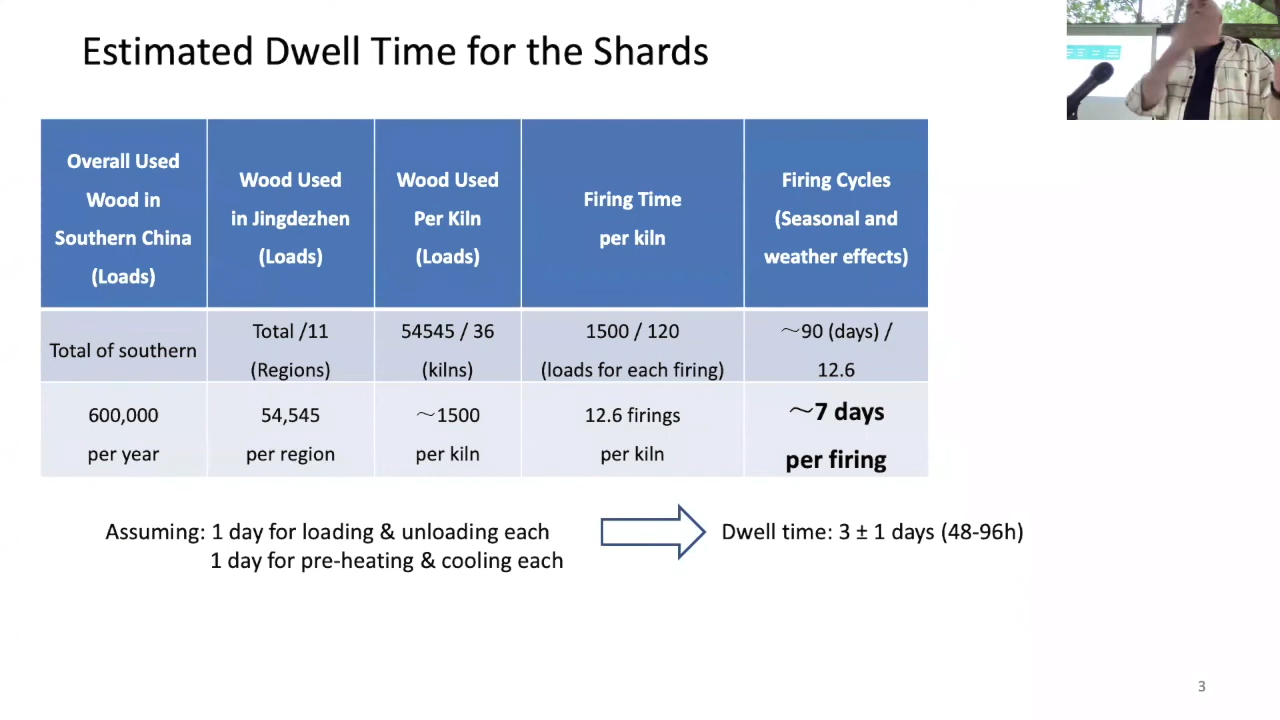 Estimated Dwell Time for the Shards
Overall Used
Wood in
Southern China
(Loads)
Wood Used
in Jingdezhen
(Loads)
Wood Used
Per Kiln
(Loads)
Firing Time
per kiln
Firing Cycles
(Seasonal and
weather effects)
Total of southern
Total /11
(Regions)
54545 / 36
(kilns)
1500 / 120
(loads for each firing)
~90 (days) /
12.6
600,000
per year
54,545
per region
~1500
per kiln
12.6 firings
per kiln
~7 days
per firing
Assuming: 1 day for loading & unloading each
1 day for pre-heating & cooling each
Dwell time: 3 ± 1 days (48-96h)
3